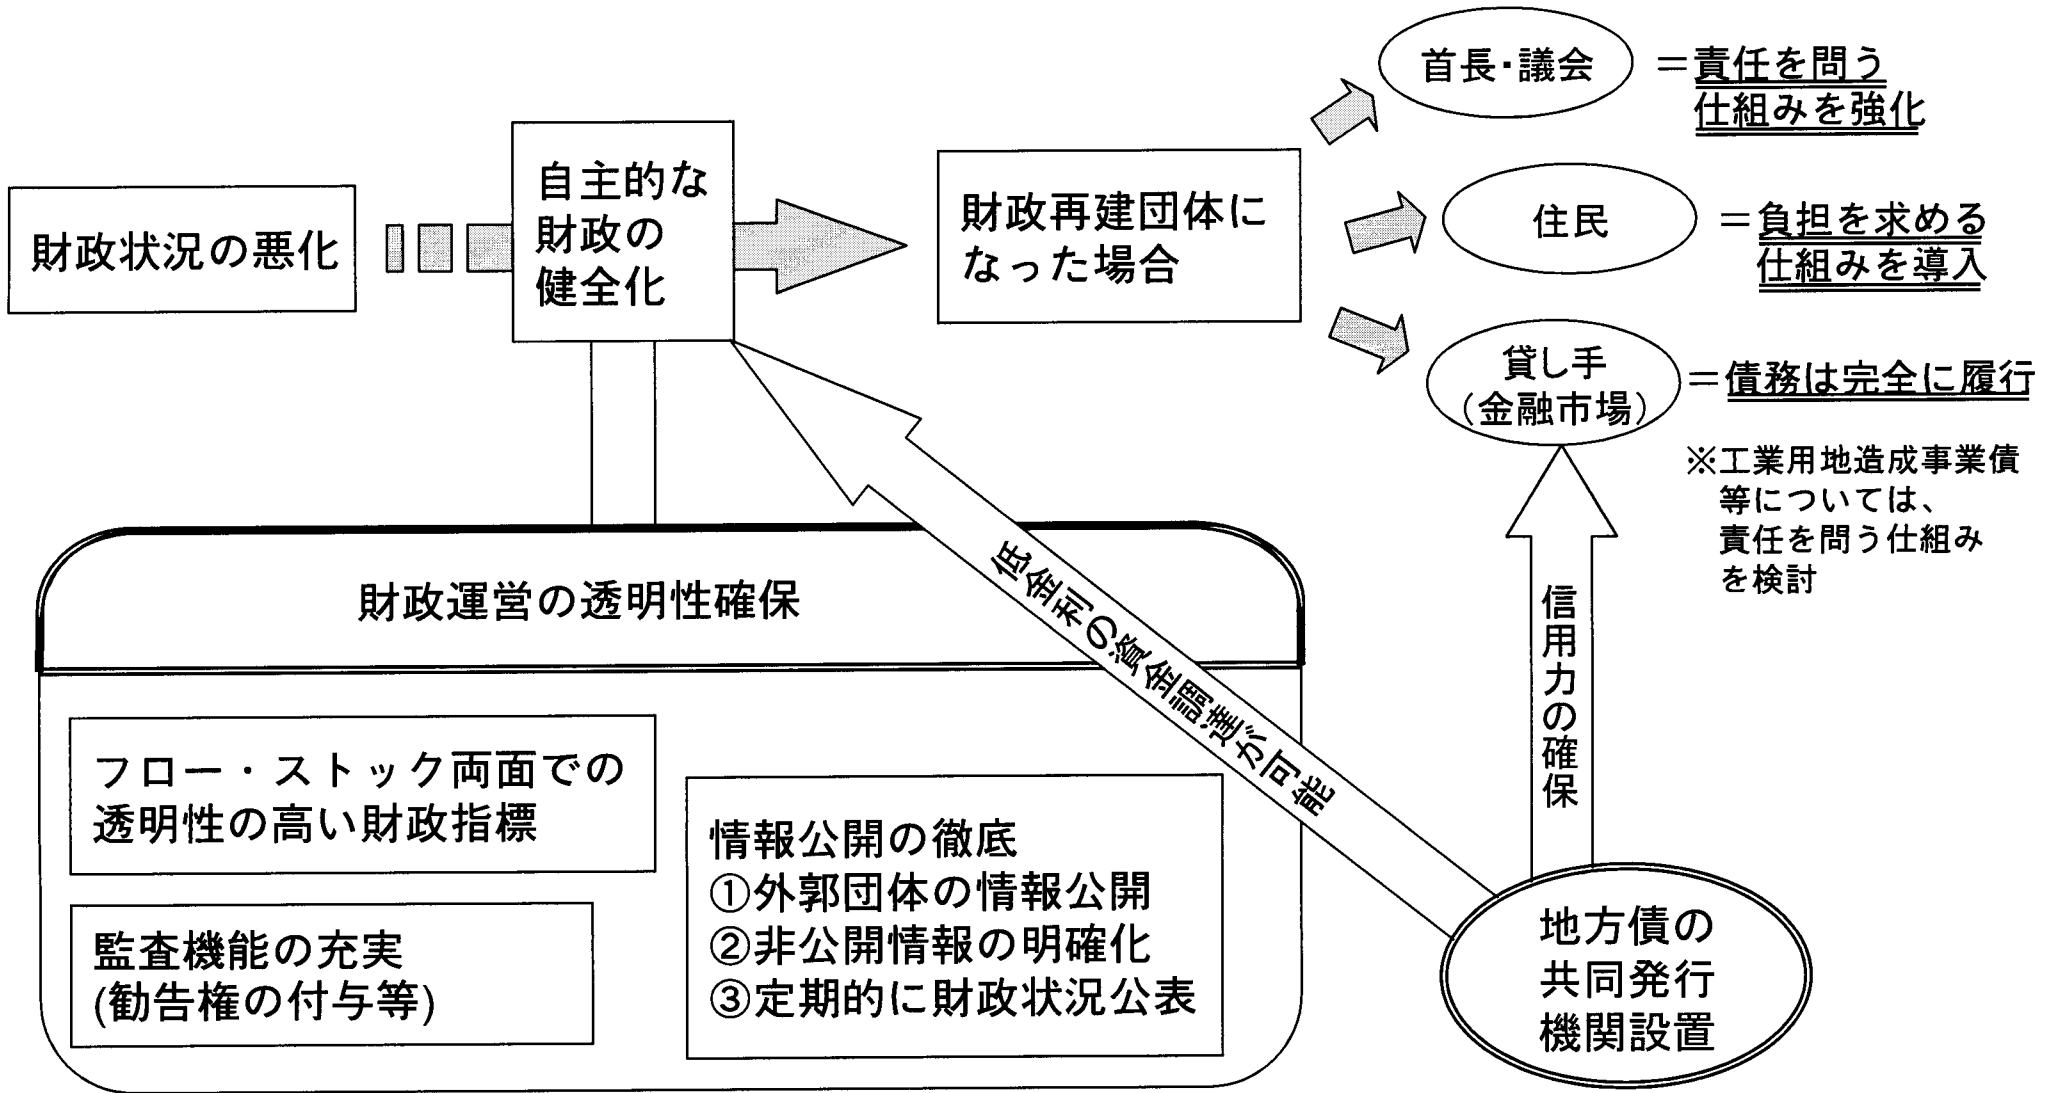 財政状況の悪化
自主的な
財政の
健全化
財政再建団体に
なった場合
首長・議会
＝責任を問う
仕組みを強化
住民
＝負担を求める
仕組みを導入
貸し手
（金融市場）
＝債務は完全に履行
※工業用地造成事業債
等については、
責任を問う仕組み
を検討
財政運営の透明性確保
フロー・ストック両面での
透明性の高い財政指標
監査機能の充実
(勧告権の付与等)
情報公開の徹底
①外郭団体の情報公開
②非公開情報の明確化
③定期的に財政状況公表
低金利の資金調達が可能
信用力の確保
地方債の
共同発行
機関設置